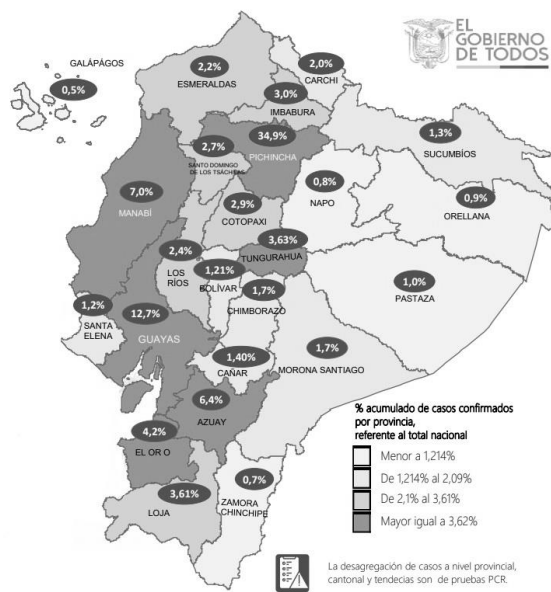 EL
GOBIERNO
DE TODOS
GALÁPÁGOS
0,5%
2,2%
ESMERALDAS
2,0%
CARCHI
3,0%
IMBABURA
34,9%
PICHINCHA
2,7%
SANTO DOMINGO
DE LOS TSÁCHILAS
1,3%
SUCUMBÍOS
7,0%
MANABÍ
0,8%
NAPO
0,9%
ORELLANA
2,9%
COTOPAXI
3,63%
TUNGURAHUA
2,4%
LOS
RÍOS
1,21%
BOLÍVAR
1,7%
CHIMBORAZO
1,0%
PASTAZA
1,2%
SANTA
ELENA
12,7%
GUAYAS
1,40%
CAÑAR
1,7%
MORONA SANTIAGO
6,4%
AZUAY
4,2%
EL OR O
3,61%
LOJA
0,7%
ZAMORA
CHINCHIPE
% acumulado de casos confirmados
por provincia,
referente al total nacional
Menor a 1,214%
De 1,214% al 2,09%
De 2,1% al 3,61%
Mayor igual a 3,62%
La desagregación de casos a nivel provincial,
cantonal y tendecias son de pruebas PCR.